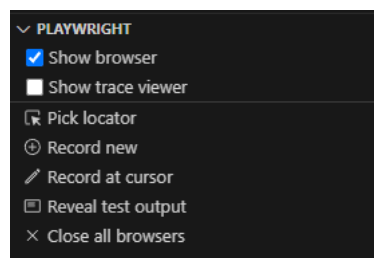 PLAYWRIGHT
Show browser
Show trace viewer
Pick locator
Record new
Record at cursor
Reveal test output
Close all browsers